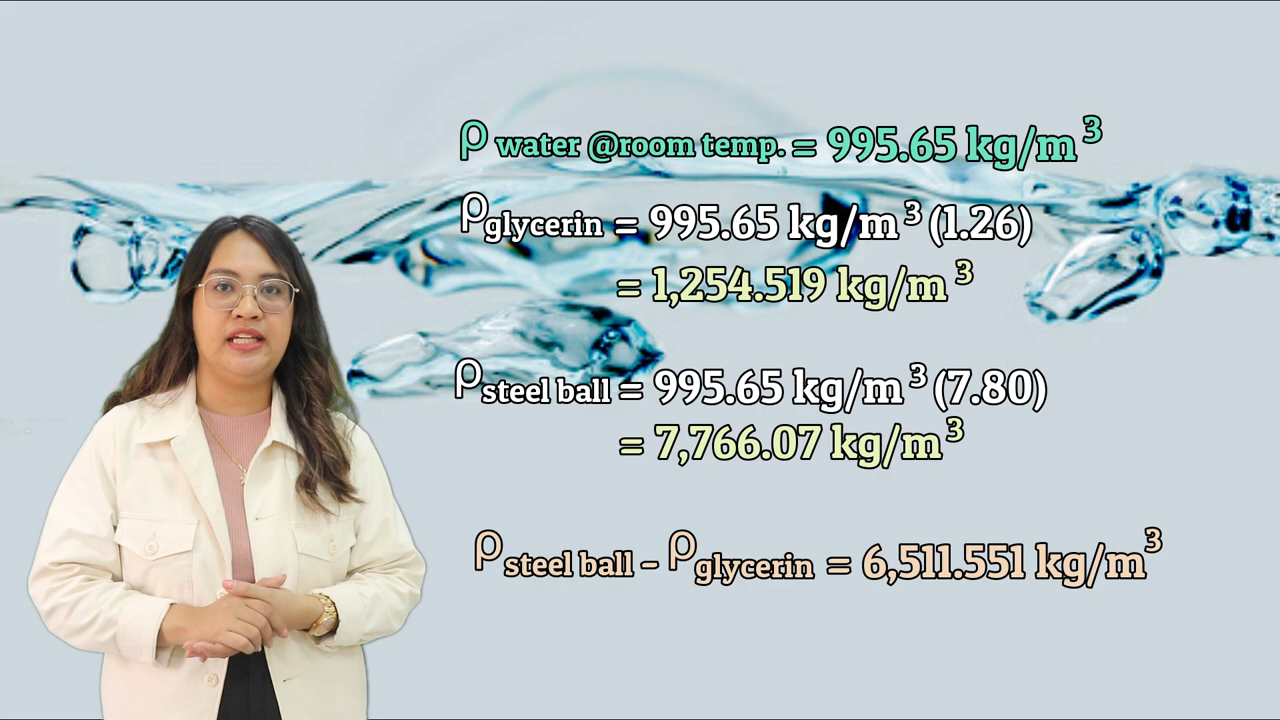 ρ water @room temp. = 995.65 kg/m³
ρglycerin = 995.65 kg/m³ (1.26)
= 1,254.519 kg/m³
ρsteel ball = 995.65 kg/m³ (7.80)
= 7,766.07 kg/m³
ρsteel ball – ρglycerin = 6,511.551 kg/m³